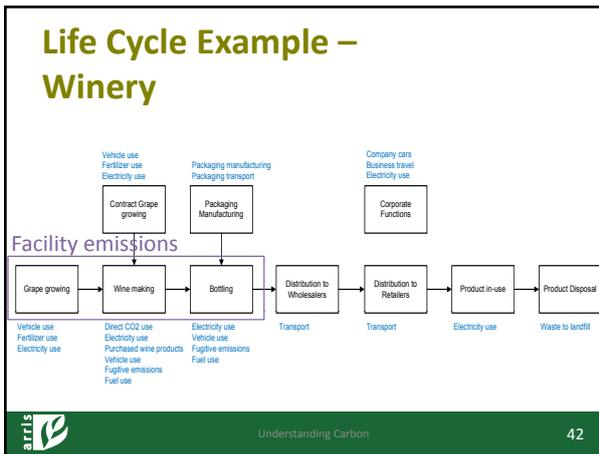 Life Cycle Example –
Winery
Vehicle use
Fertilizer use
Electricity use
Packaging manufacturing
Packaging transport
Company cars
Business travel
Electricity use
Contract Grape
growing
Packaging
Manufacturing
Corporate
Functions
Facility emissions
Grape growing
Wine making
Bottling
Distribution to
Wholesalers
Distribution to
Retailers
Product in-use
Product Disposal
Vehicle use
Fertilizer use
Electricity use
Direct CO2 use
Electricity use
Purchased wine products
Vehicle use
Fugitive emissions
Fuel use
Electricity use
Vehicle use
Fugitive emissions
Fuel use
Transport
Transport
Electricity use
Waste to landfill
arris
Understanding Carbon
42